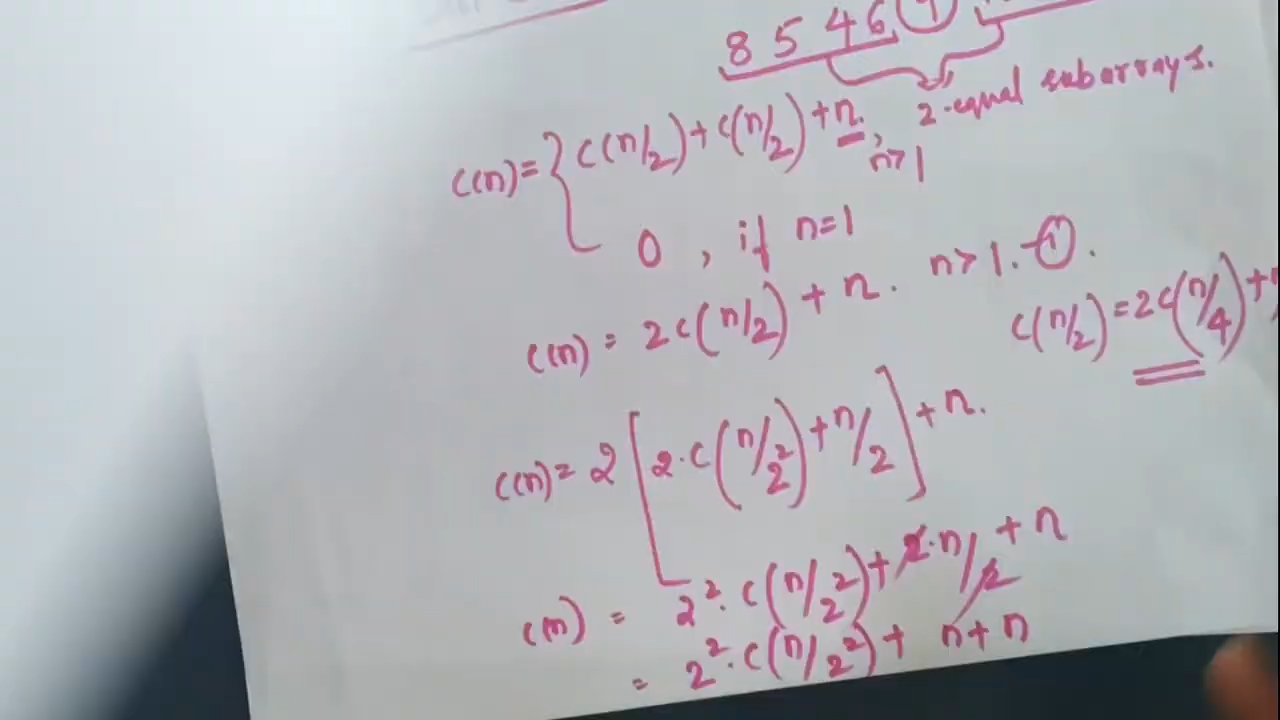 8 5 4 6
2-equal subarrays.
C(n) = { C(n/2) + C(n/2) + n, n>1
0, if n=1
C(n) = 2C(n/2) + n. n>1. -①.
C(n/2) = 2C(n/4) +
C(n) = 2[2.C(n/2²) + n/2] + n.
C(n) = 2².C(n/2²) + 2.n/2 + n
= 2².C(n/2²) + n+n